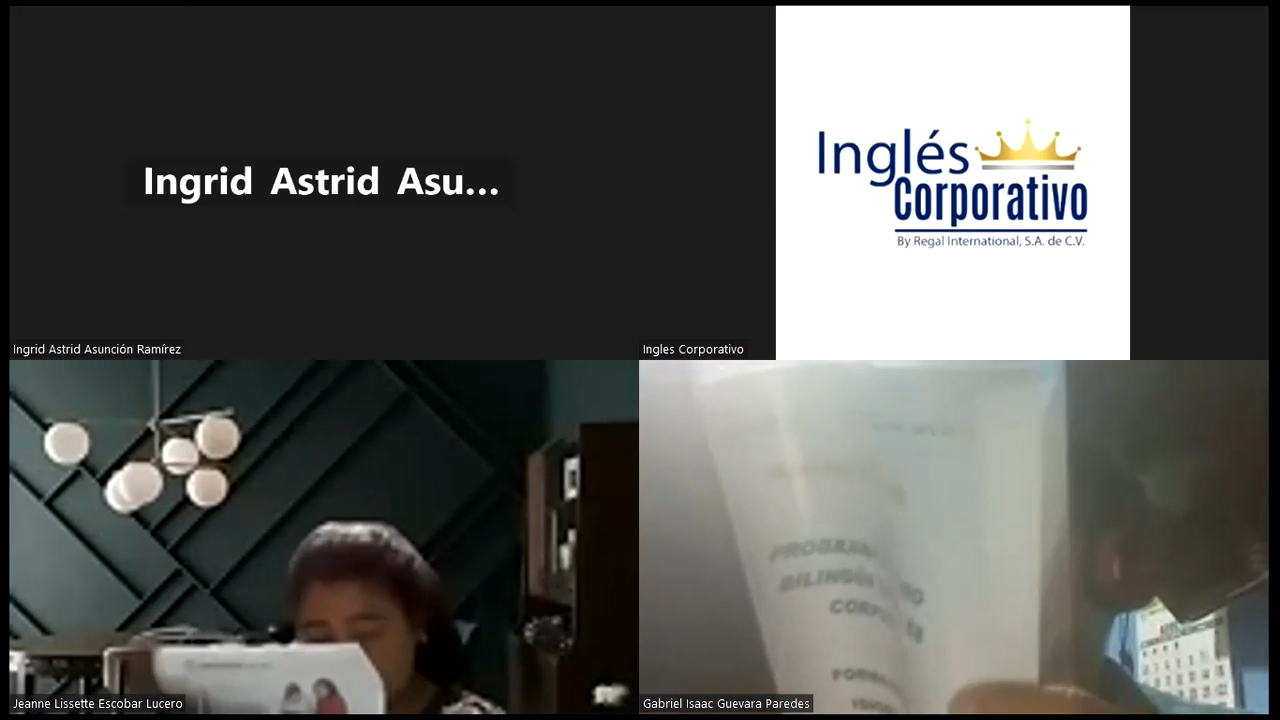 Ingrid Astrid Asu...
Ingrid Astrid Asunción Ramírez
Inglés
Corporativo
By Regal International, S.A. de C.V.
Ingles Corporativo
Jeanne Lissette Escobar Lucero
BILINGÜE
Gabriel Isaac Guevara Paredes